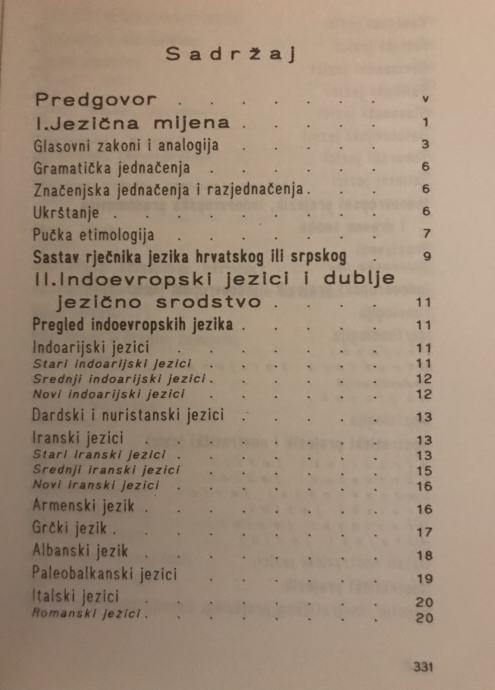 Sadržaj
Predgovor . . . . . . . v
I.Jezična mijena . . . . . 1
Glasovni zakoni i analogija . . . . . 3
Gramatička jednačenja . . . . . . 6
Značenjska jednačenja i razjednačenja . . . 6
Ukrštanje . . . . . . . . 6
Pučka etimologija . . . . . . . 7
Sastav rječnika jezika hrvatskog ili srpskog . 9
II.Indoevropski jezici i dublje
jezično srodstvo . . . . . 11
Pregled indoevropskih jezika . . . . . 11
Indoarijski jezici . . . . . . . 11
Stari indoarijski jezici . . . . . . 11
Srednji indoarijski jezici . . . . . . 12
Novi indoarijski jezici . . . . . . 12
Dardski i nuristanski jezici . . . . . 13
Iranski jezici . . . . . . . . 13
Stari iranski jezici . . . . . . . 13
Srednji iranski jezici . . . . . . . 15
Novi iranski jezici . . . . . . . 16
Armenski jezik . . . . . . . . 16
Grčki jezik . . . . . . . . . 17
Albanski jezik . . . . . . . . 18
Paleobalkanski jezici . . . . . . 19
Italski jezici . . . . . . . . 20
Romanski jezici . . . . . . . . 20
331